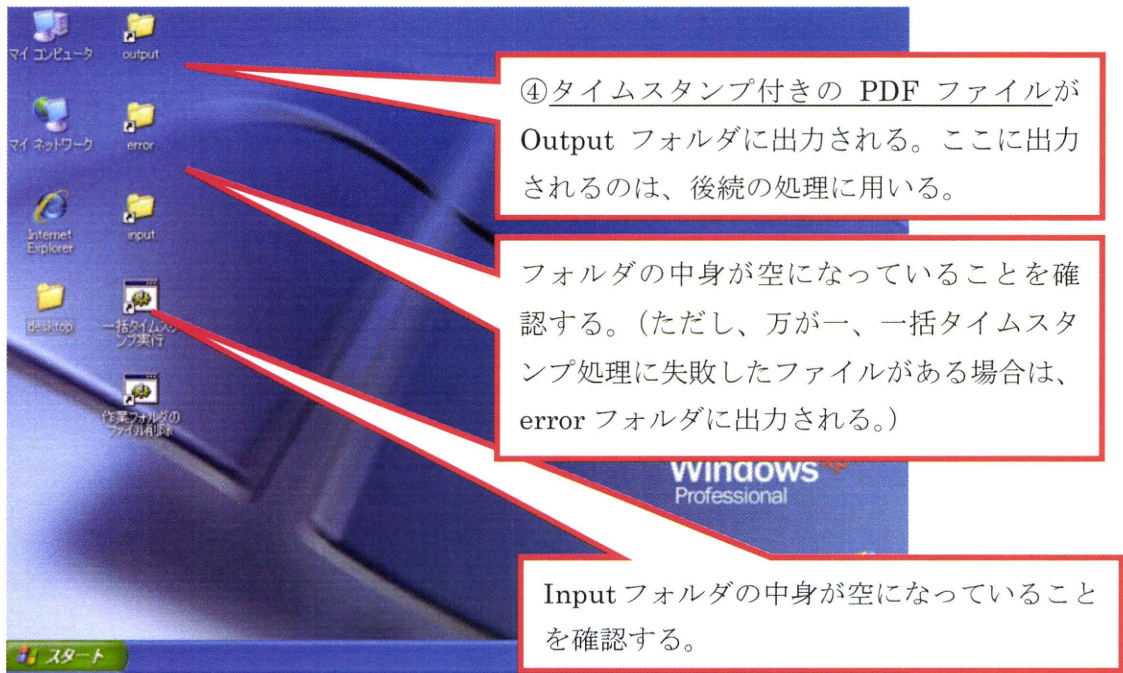 マイ コンピュータ
output
マイ ネットワーク
error
Internet
Explorer
input
desktop
一括タイムスタ
ンプ実行
作業フォルダの
ファイル削除
④タイムスタンプ付きの PDF ファイルが
Output フォルダに出力される。ここに出力
されるのは、後続の処理に用いる。
フォルダの中身が空になっていることを確
認する。(ただし、万が一、一括タイムスタ
ンプ処理に失敗したファイルがある場合は、
error フォルダに出力される。)
Windows xp
Professional
Input フォルダの中身が空になっていること
を確認する。
スタート